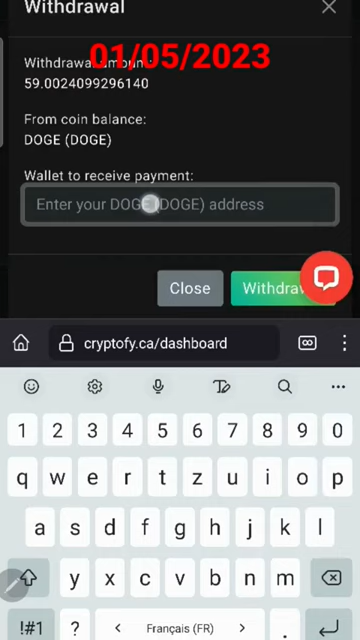 Withdrawal
01/05/2023
Withdrawal amount:
59.0024099296140
From coin balance:
DOGE (DOGE)
Wallet to receive payment:
Enter your DOGE (DOGE) address
Close
Withdraw
cryptofy.ca/dashboard
1 2 3 4 5 6 7 8 9 0
q w e r t z u i o p
a s d f g h j k l
y x c v b n m
!#1 ? < Français (FR) > .